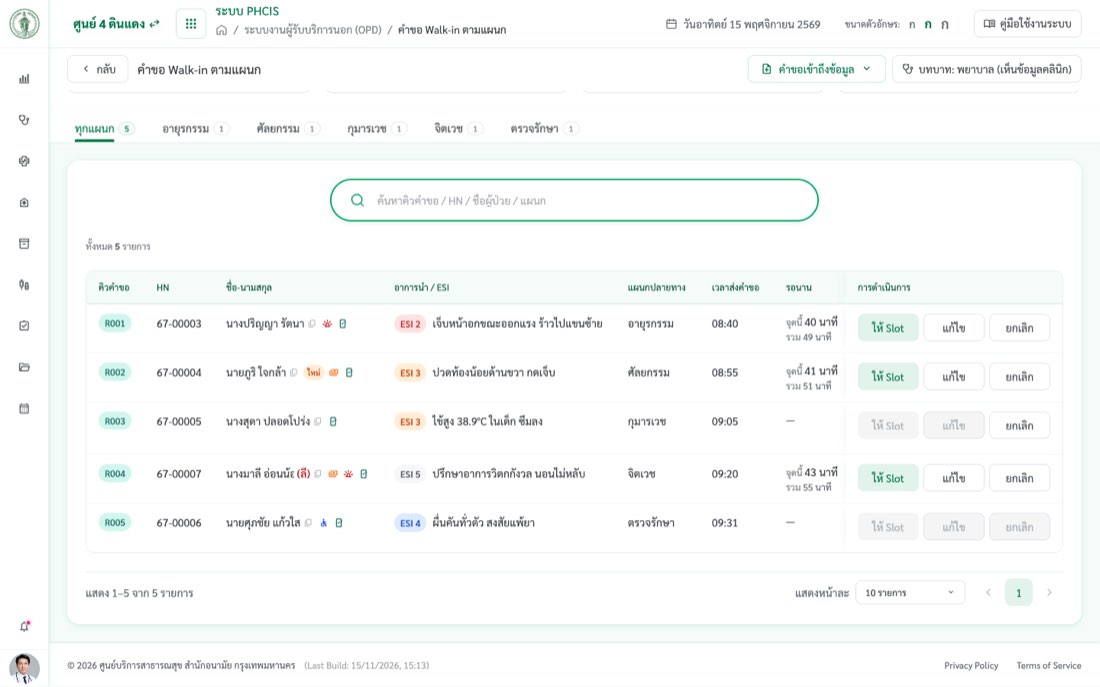 ศูนย์ 4 ดินแดง
ระบบ PHCIS
ระบบงานผู้รับบริการนอก (OPD) / คำขอ Walk-in ตามแผนก
วันอาทิตย์ 15 พฤศจิกายน 2569
ขนาดตัวอักษร: ก ก ก
คู่มือใช้งานระบบ
กลับ
คำขอ Walk-in ตามแผนก
คำขอเข้าถึงข้อมูล
บทบาท: พยาบาล (เห็นข้อมูลคลินิก)
ทุกแผนก 5 อายุรกรรม 1 ศัลยกรรม 1 กุมารเวช 1 จิตเวช 1 ตรวจรักษา 1
ค้นหาคิวคำขอ / HN / ชื่อผู้ป่วย / แผนก
ทั้งหมด 5 รายการ
คิวคำขอ HN ชื่อ-นามสกุล อาการนำ / ESI แผนกปลายทาง เวลาส่งคำขอ รอนาน การดำเนินการ
R001 67-00003 นางปริญญา รัตนา ESI 2 เจ็บหน้าอกขณะออกแรง ร้าวไปแขนซ้าย อายุรกรรม 08:40 จุดนี้ 40 นาที ให้ Slot แก้ไข ยกเลิก
รวม 49 นาที
R002 67-00004 นายภูริ ใจกล้า ใหม่ ESI 3 ปวดท้องน้อยด้านขวา กดเจ็บ ศัลยกรรม 08:55 จุดนี้ 41 นาที ให้ Slot แก้ไข ยกเลิก
รวม 51 นาที
R003 67-00005 นางสุดา ปลอดโปร่ง ESI 3 ไข้สูง 38.9°C ในเด็ก ซึมลง กุมารเวช 09:05 — ให้ Slot แก้ไข ยกเลิก
R004 67-00007 นางมาลี อ่อนน้อ (ลี) ESI 5 ปรึกษาอาการวิตกกังวล นอนไม่หลับ จิตเวช 09:20 จุดนี้ 43 นาที ให้ Slot แก้ไข ยกเลิก
รวม 55 นาที
R005 67-00006 นายศุภชัย แก้วใส ESI 4 ผื่นคันทั่วตัว สงสัยแพ้ยา ตรวจรักษา 09:31 — ให้ Slot แก้ไข ยกเลิก
แสดง 1–5 จาก 5 รายการ
แสดงหน้าละ 10 รายการ 1
© 2026 ศูนย์บริการสาธารณสุข สำนักอนามัย กรุงเทพมหานคร (Last Build: 15/11/2026, 15:13)
Privacy Policy Terms of Service